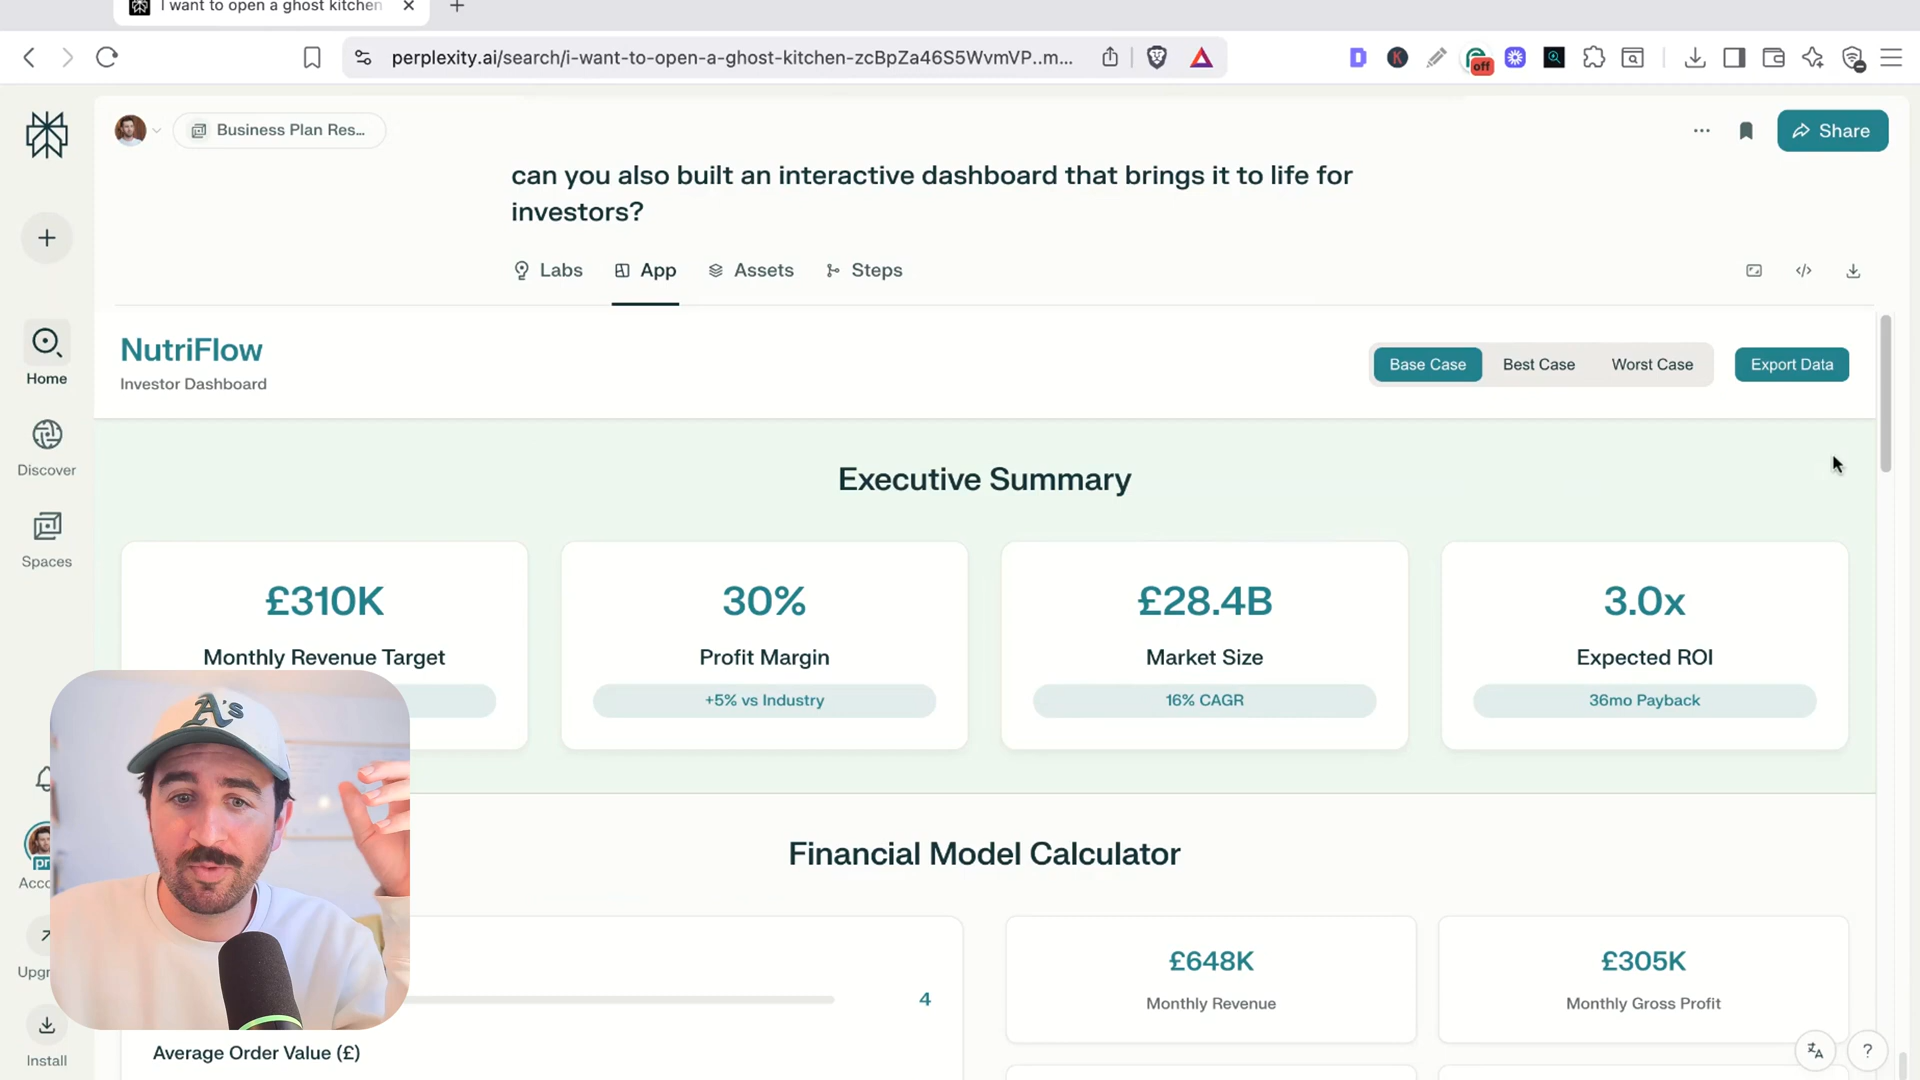 I want to open a ghost kitchen
perplexity.ai/search/i-want-to-open-a-ghost-kitchen-zcBpZa46S5WvmVP..m...
off
Business Plan Res...
Share
can you also built an interactive dashboard that brings it to life for
investors?
Labs
App
Assets
Steps
NutriFlow
Investor Dashboard
Base Case
Best Case
Worst Case
Export Data
Home
Discover
Spaces
Executive Summary
£310K
Monthly Revenue Target
30%
Profit Margin
+5% vs Industry
£28.4B
Market Size
16% CAGR
3.0x
Expected ROI
36mo Payback
A's
Financial Model Calculator
4
Average Order Value (£)
£648K
Monthly Revenue
£305K
Monthly Gross Profit
Install